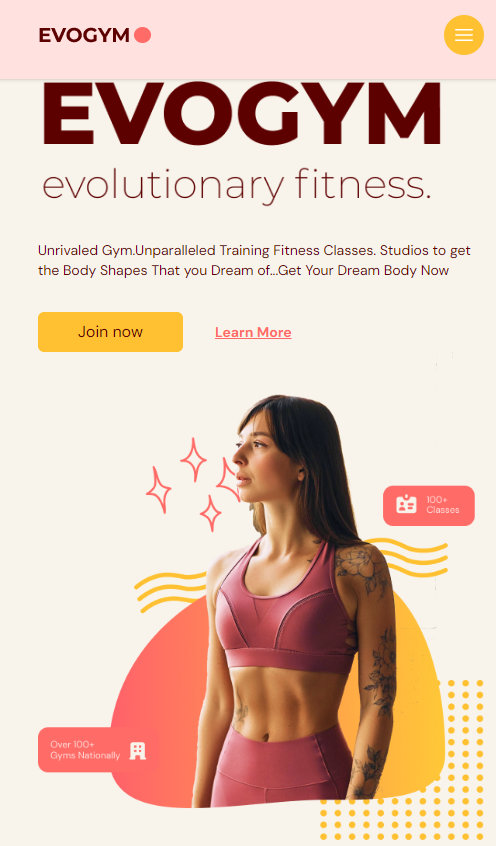 EVOGYM
EVOGYM
evolutionary fitness.
Unrivaled Gym.Unparalleled Training Fitness Classes. Studios to get
the Body Shapes That you Dream of...Get Your Dream Body Now
Join now
Learn More
100+
Classes
Over 100+
Gyms Nationally